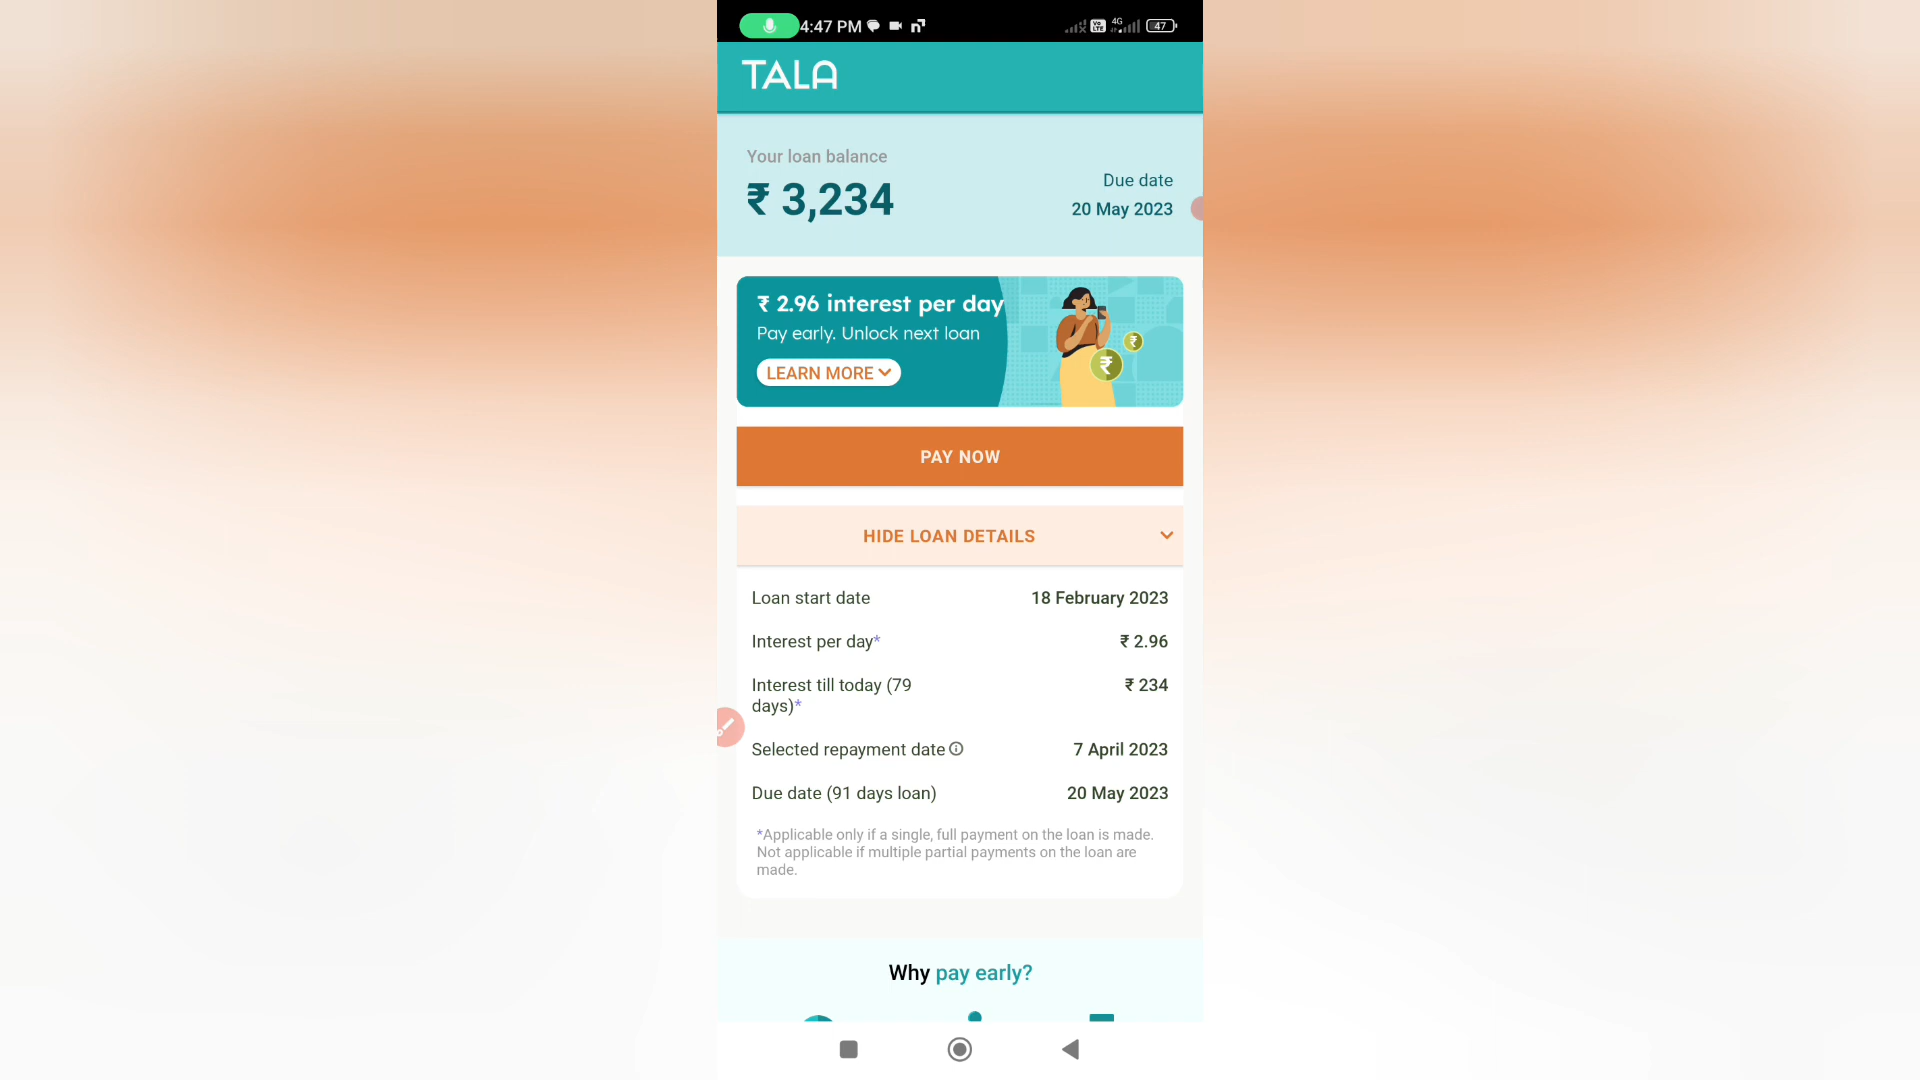 4:47 PM
Vo LTE 4G 47
TALA
Your loan balance
₹ 3,234
Due date
20 May 2023
₹ 2.96 interest per day
Pay early. Unlock next loan
LEARN MORE
PAY NOW
HIDE LOAN DETAILS
Loan start date 18 February 2023
Interest per day* ₹ 2.96
Interest till today (79 ₹ 234
days)*
Selected repayment date 7 April 2023
Due date (91 days loan) 20 May 2023
*Applicable only if a single, full payment on the loan is made.
Not applicable if multiple partial payments on the loan are
made.
Why pay early?